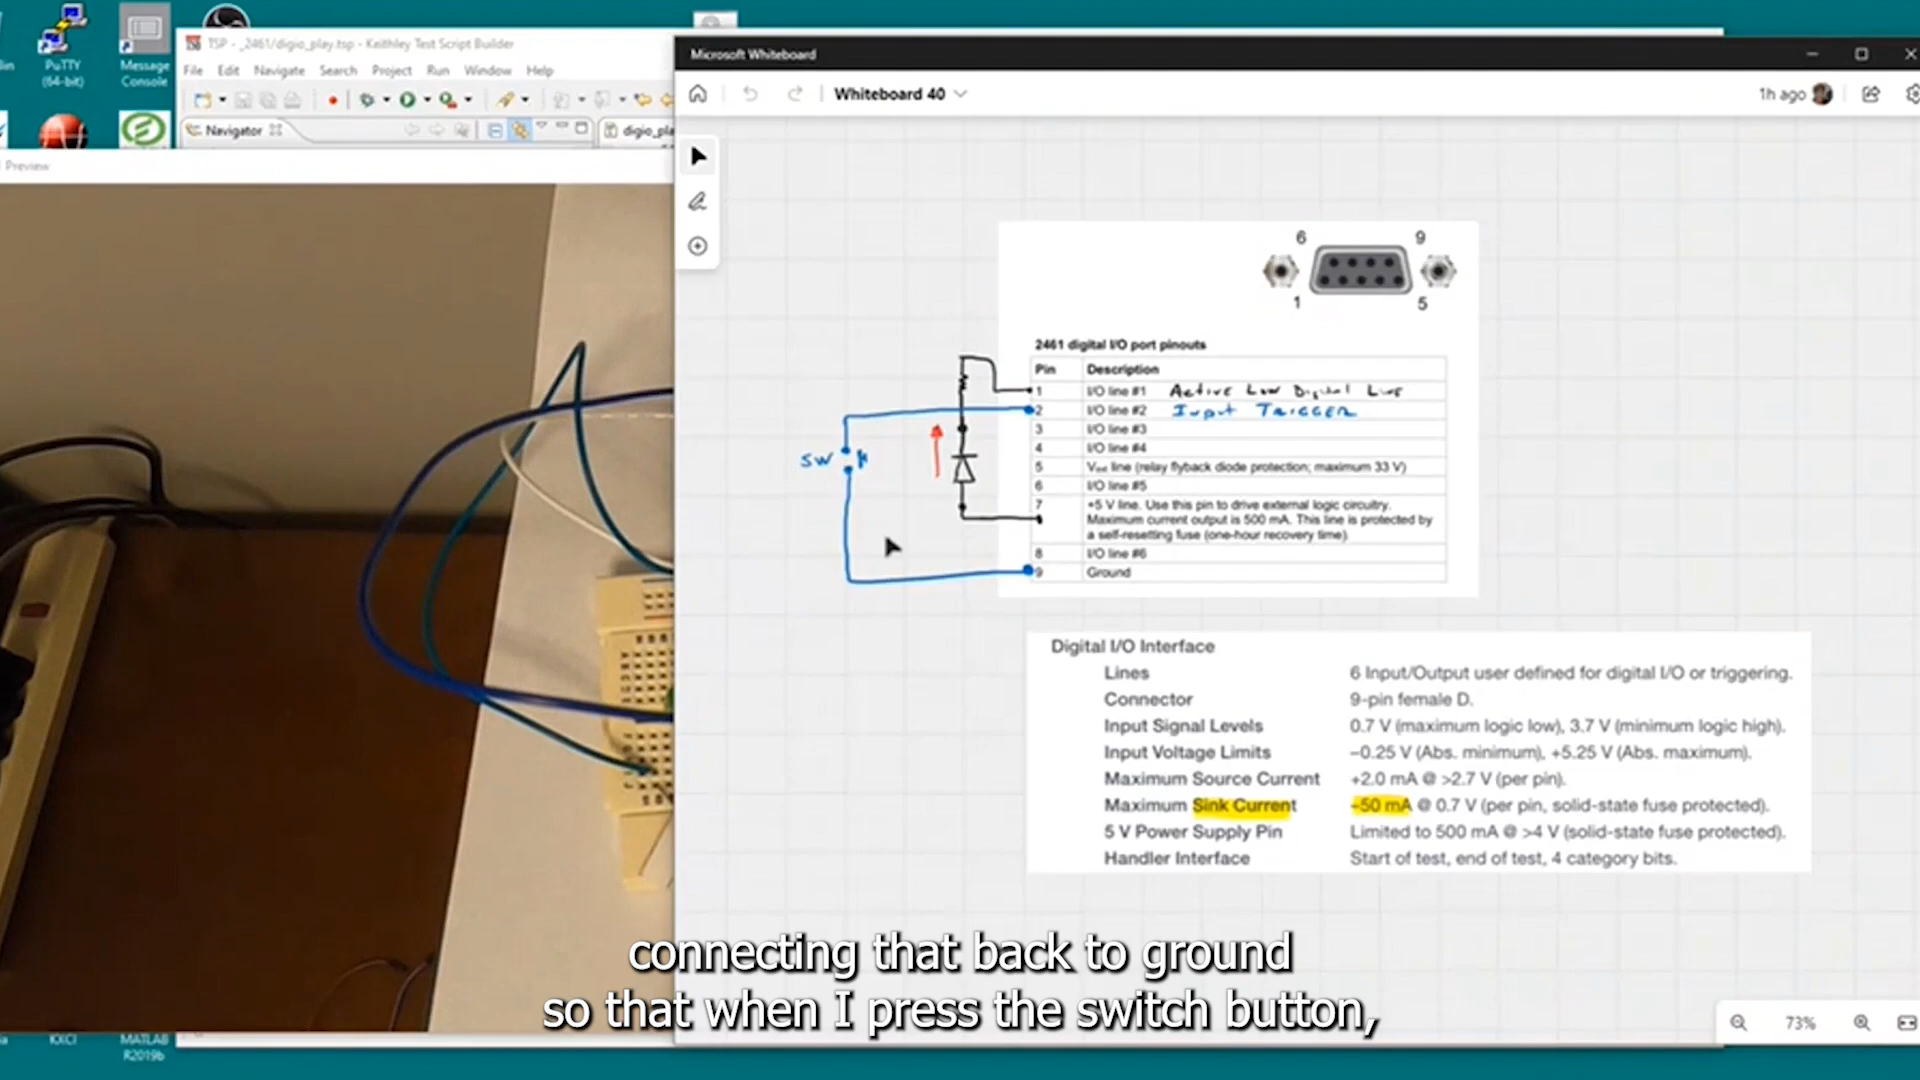 PuTTY
(64-bit)
Message
Console
TSP - _2461/digio_play.tsp - Keithley Test Script Builder
File Edit Navigate Search Project Run Window Help
Navigator
digio_pla
Preview
Microsoft Whiteboard
Whiteboard 40
1h ago
6 9
1 5
2461 digital I/O port pinouts
Pin Description
1 I/O line #1 Active Low Digital Line
2 I/O line #2 Input Trigger
3 I/O line #3
4 I/O line #4
5 Vext line (relay flyback diode protection; maximum 33 V)
6 I/O line #5
7 +5 V line. Use this pin to drive external logic circuitry.
Maximum current output is 500 mA. This line is protected by
a self-resetting fuse (one-hour recovery time).
8 I/O line #6
9 Ground
SW
Digital I/O Interface
Lines 6 Input/Output user defined for digital I/O or triggering.
Connector 9-pin female D.
Input Signal Levels 0.7 V (maximum logic low), 3.7 V (minimum logic high).
Input Voltage Limits –0.25 V (Abs. minimum), +5.25 V (Abs. maximum).
Maximum Source Current +2.0 mA @ >2.7 V (per pin).
Maximum Sink Current –50 mA @ 0.7 V (per pin, solid-state fuse protected).
5 V Power Supply Pin Limited to 500 mA @ >4 V (solid-state fuse protected).
Handler Interface Start of test, end of test, 4 category bits.
connecting that back to ground
so that when I press the switch button,
73%
KXCI
MATLAB
R2019b